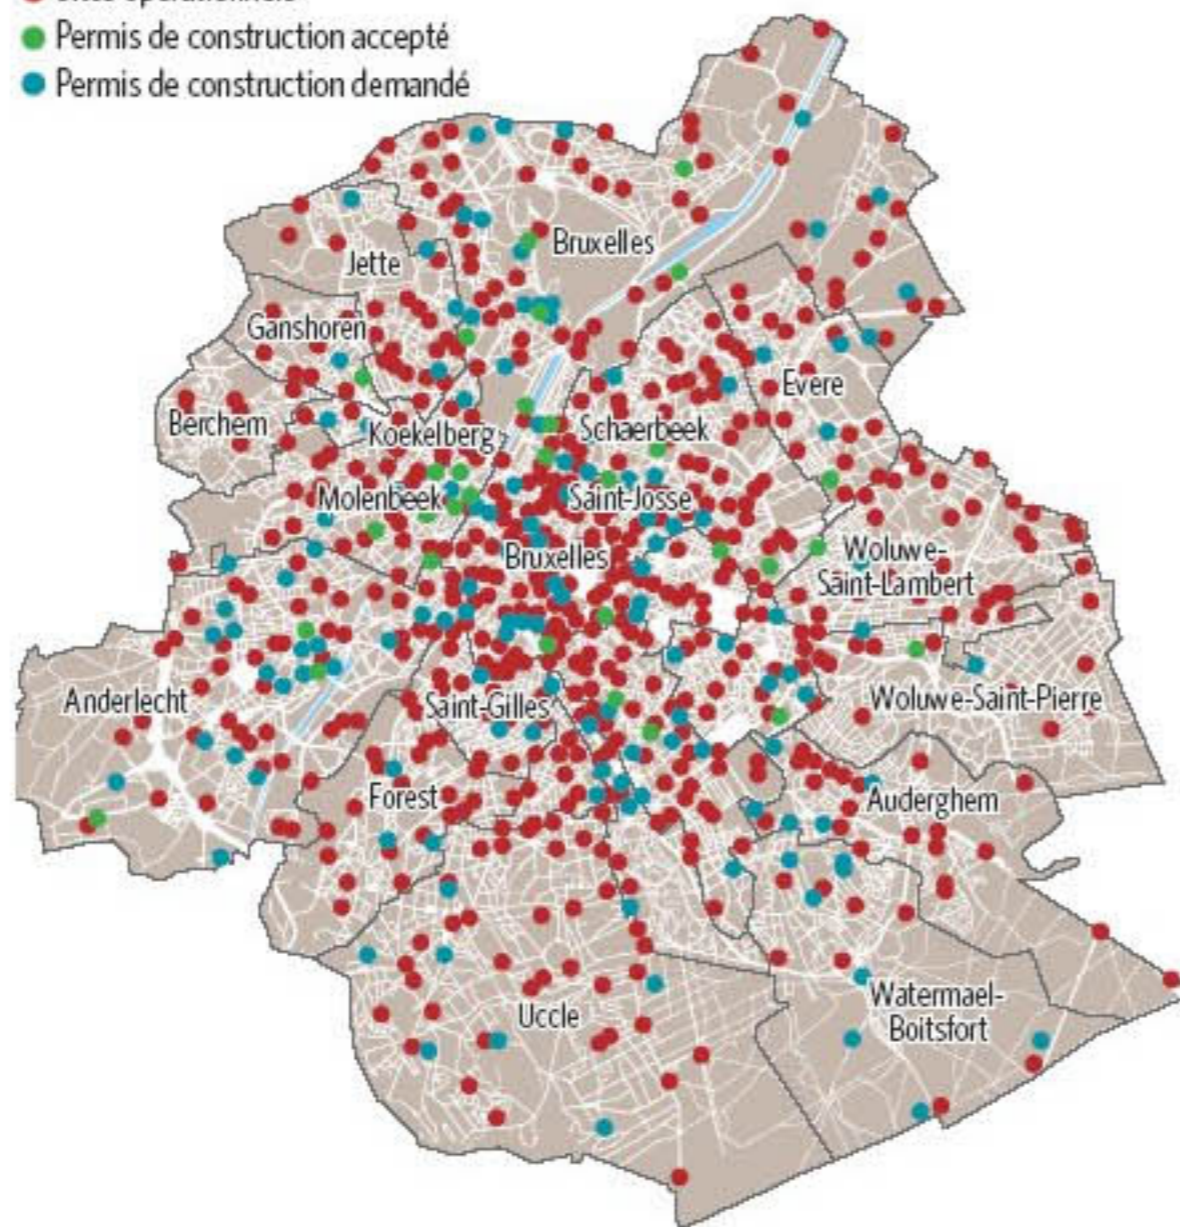 Permis de construction accepté
Permis de construction demandé
Bruxelles
Jette
Ganshoren
Evere
Berchem
Koekelberg
Schaerbeek
Molenbeek
Saint-Josse
Bruxelles
Woluwe-
Saint-Lambert
Anderlecht
Saint-Gilles
Woluwe-Saint-Pierre
Forest
Auderghem
Uccle
Watermael-
Boitsfort